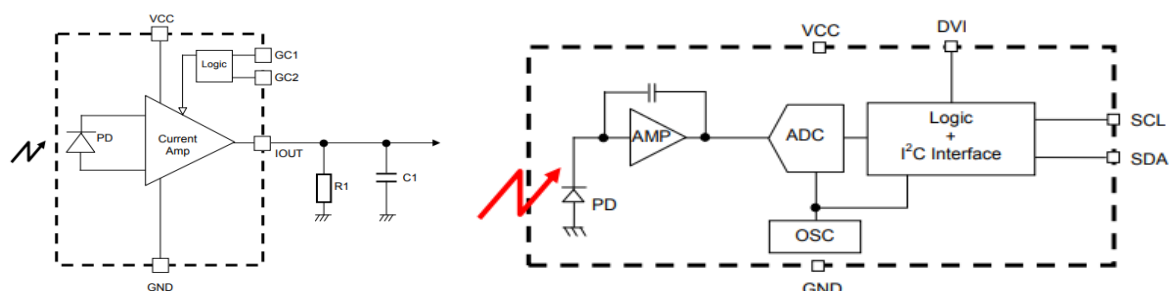 VCC
GC1
Logic
GC2
PD
Current
Amp
IOUT
R1
C1
GND
VCC
DVI
AMP
ADC
Logic
+
I²C Interface
SCL
SDA
PD
OSC
GND